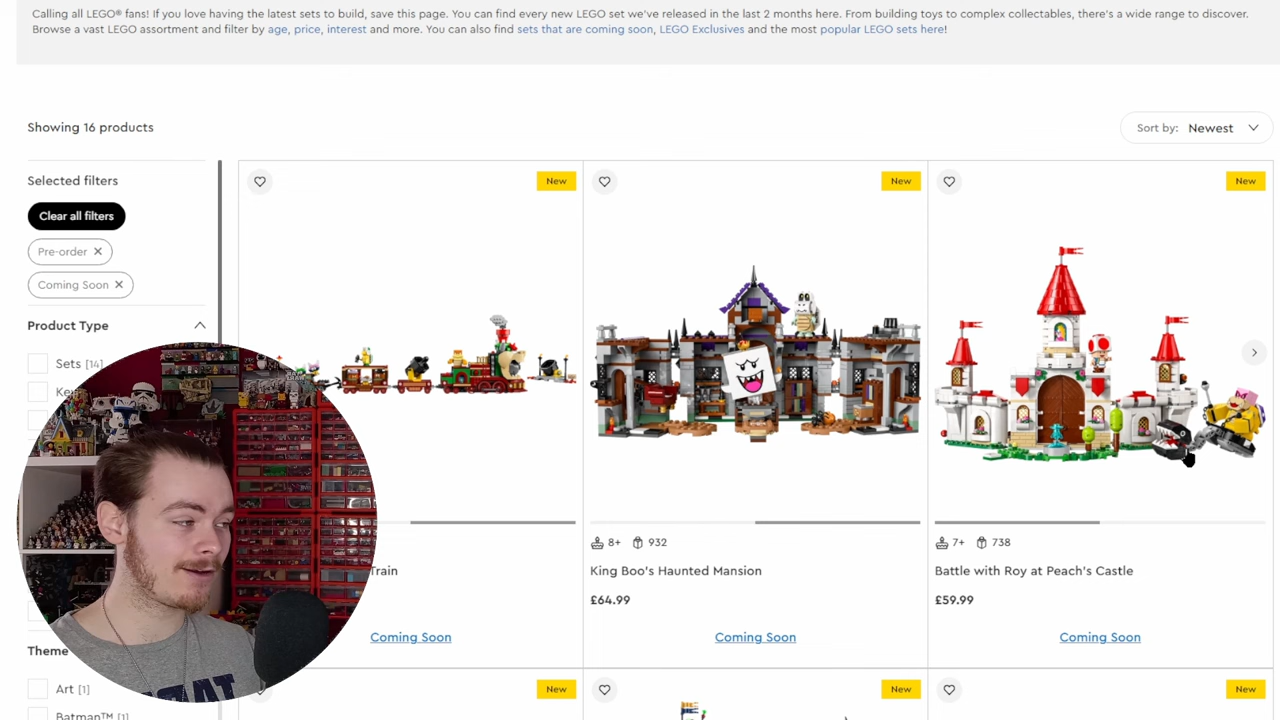 Calling all LEGO® fans! If you love having the latest sets to build, save this page. You can find every new LEGO set we've released in the last 2 months here. From building toys to complex collectables, there's a wide range to discover.
Browse a vast LEGO assortment and filter by age, price, interest and more. You can also find sets that are coming soon, LEGO Exclusives and the most popular LEGO sets here!
Showing 16 products
Sort by: Newest
Selected filters
Clear all filters
Pre-order
Coming Soon
Product Type
Sets [14]
Theme
Art [1]
Batman™ [1]
New
New
New
Train
Coming Soon
8+ 932
King Boo's Haunted Mansion
£64.99
Coming Soon
7+ 738
Battle with Roy at Peach's Castle
£59.99
Coming Soon
New
New
New